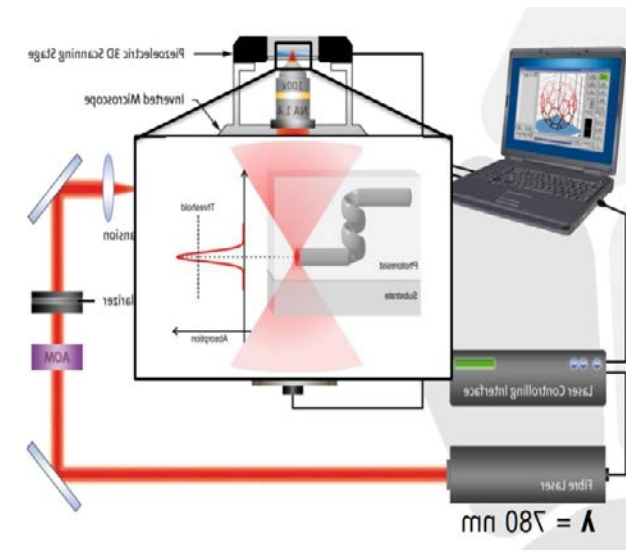 Piezoelectric 3D Scanning Stage
100x
NA 1.4
Inverted Microscope
Threshold
ansion
Photoresist
larizer
Substrate
Absorption
AOM
Laser Controlling Interface
Fibre Laser
λ = 780 nm